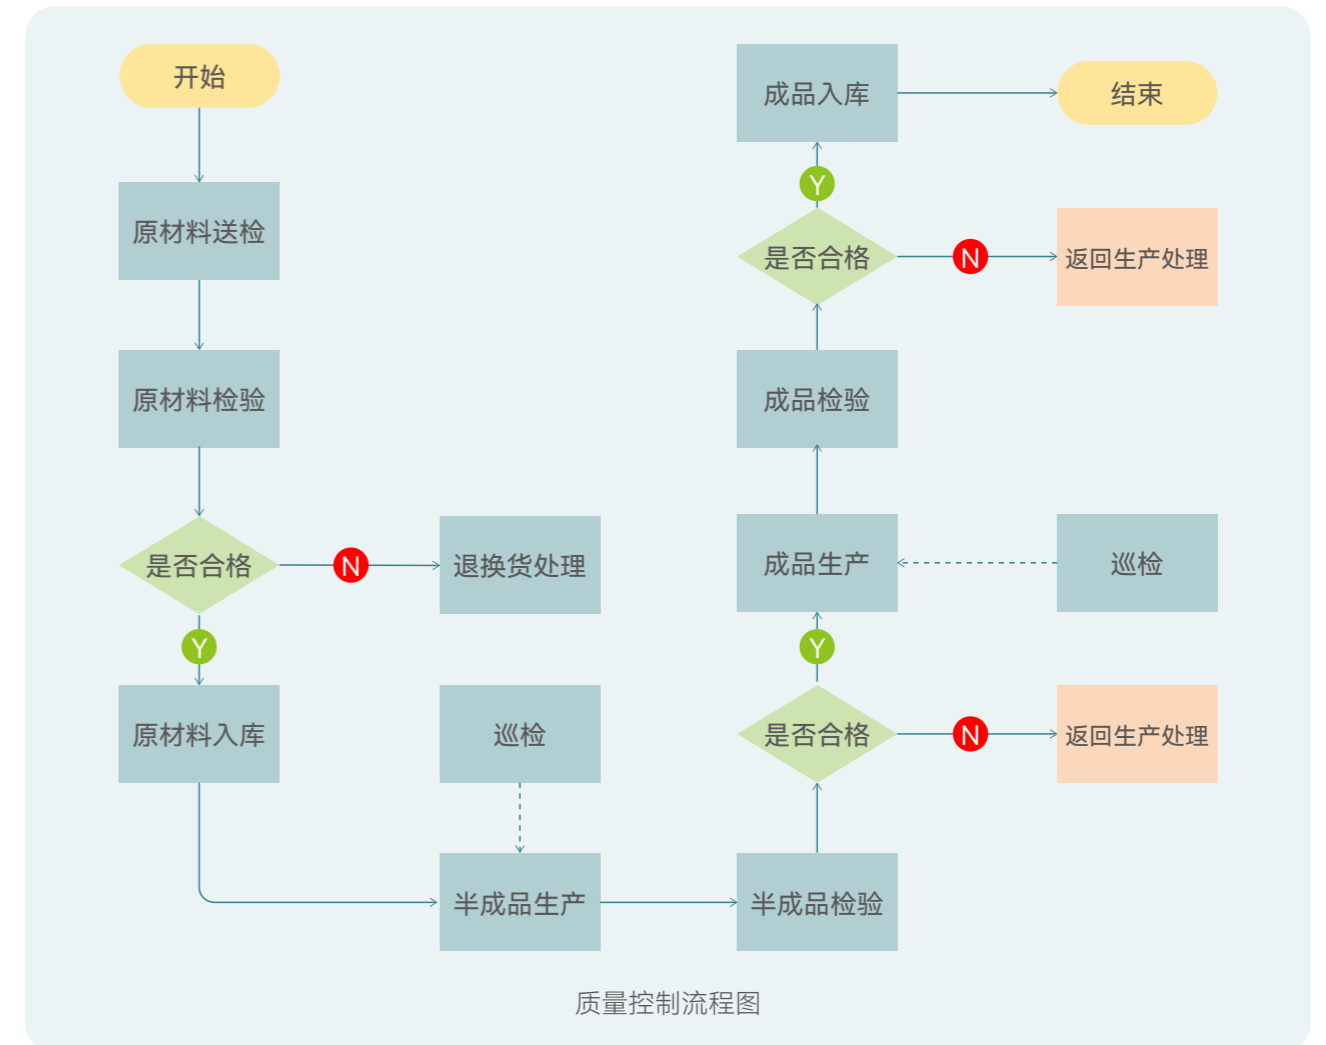 开始
原材料送检
原材料检验
是否合格
N
退换货处理
Y
原材料入库
巡检
半成品生产
半成品检验
是否合格
N
返回生产处理
Y
成品生产
巡检
成品检验
是否合格
N
返回生产处理
Y
成品入库
结束
质量控制流程图